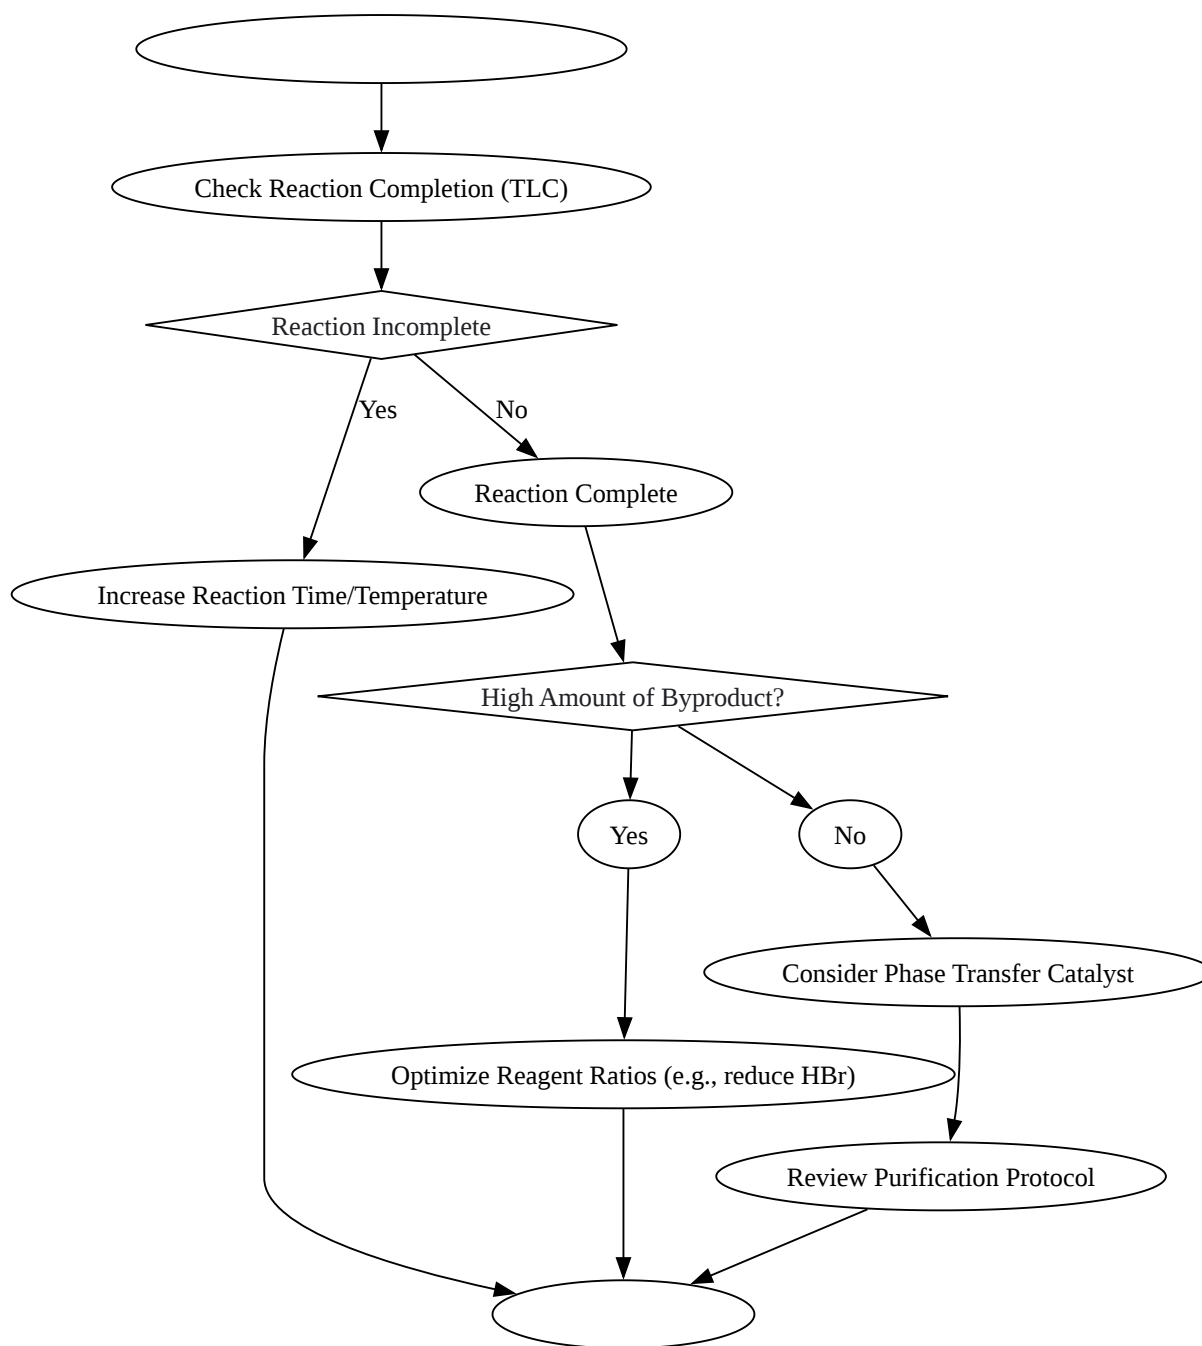 Check Reaction Completion (TLC)
Reaction Incomplete
Yes
No
Reaction Complete
Increase Reaction Time/Temperature
High Amount of Byproduct?
Yes
No
Consider Phase Transfer Catalyst
Optimize Reagent Ratios (e.g., reduce HBr)
Review Purification Protocol